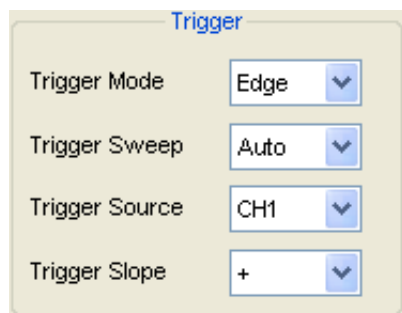 Trigger
Trigger Mode Edge
Trigger Sweep Auto
Trigger Source CH1
Trigger Slope +